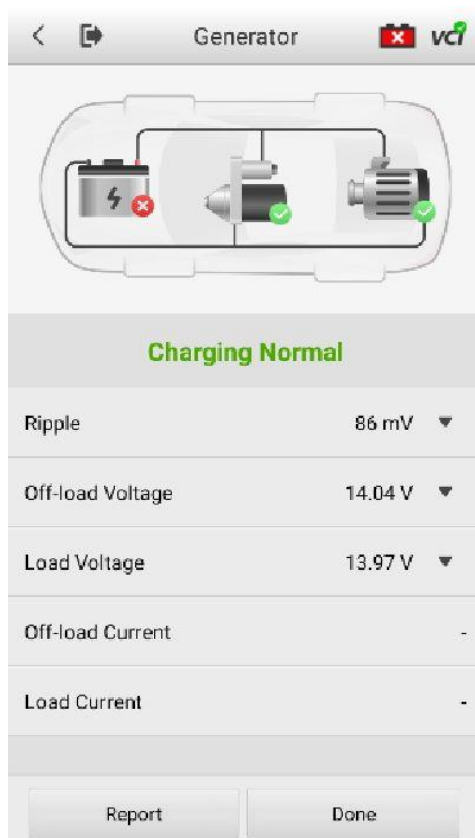 Generator
VCI
Charging Normal
Ripple 86 mV
Off-load Voltage 14.04 V
Load Voltage 13.97 V
Off-load Current -
Load Current -
Report Done